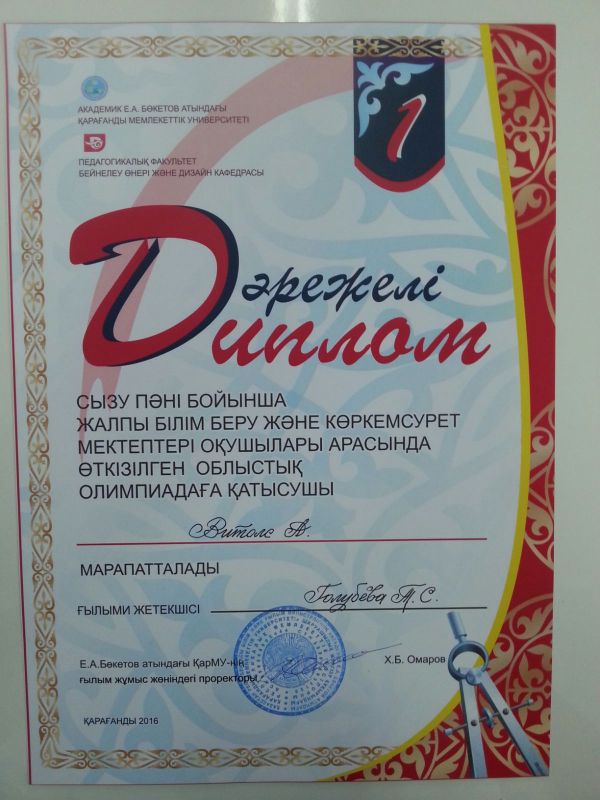 АКАДЕМИК Е.А. БӨКЕТОВ АТЫНДАҒЫ
ҚАРАҒАНДЫ МЕМЛЕКЕТТІК УНИВЕРСИТЕТІ
ПЕДАГОГИКАЛЫҚ ФАКУЛЬТЕТ
БЕЙНЕЛЕУ ӨНЕРІ ЖӘНЕ ДИЗАЙН КАФЕДРАСЫ
1
Дәрежелі
Диплом
СЫЗУ ПӘНІ БОЙЫНША
ЖАЛПЫ БІЛІМ БЕРУ ЖӘНЕ КӨРКЕМСУРЕТ
МЕКТЕПТЕРІ ОҚУШЫЛАРЫ АРАСЫНДА
ӨТКІЗІЛГЕН ОБЛЫСТЫҚ
ОЛИМПИАДАҒА ҚАТЫСУШЫ
Витолс А.
МАРАПАТТАЛАДЫ
ҒЫЛЫМИ ЖЕТЕКШІСІ Голубева Т.С.
Е.А.Бөкетов атындағы ҚарМУ-нің
ғылым жұмыс жөніндегі проректоры
Х.Б. Омаров
ҚАРАҒАНДЫ 2016